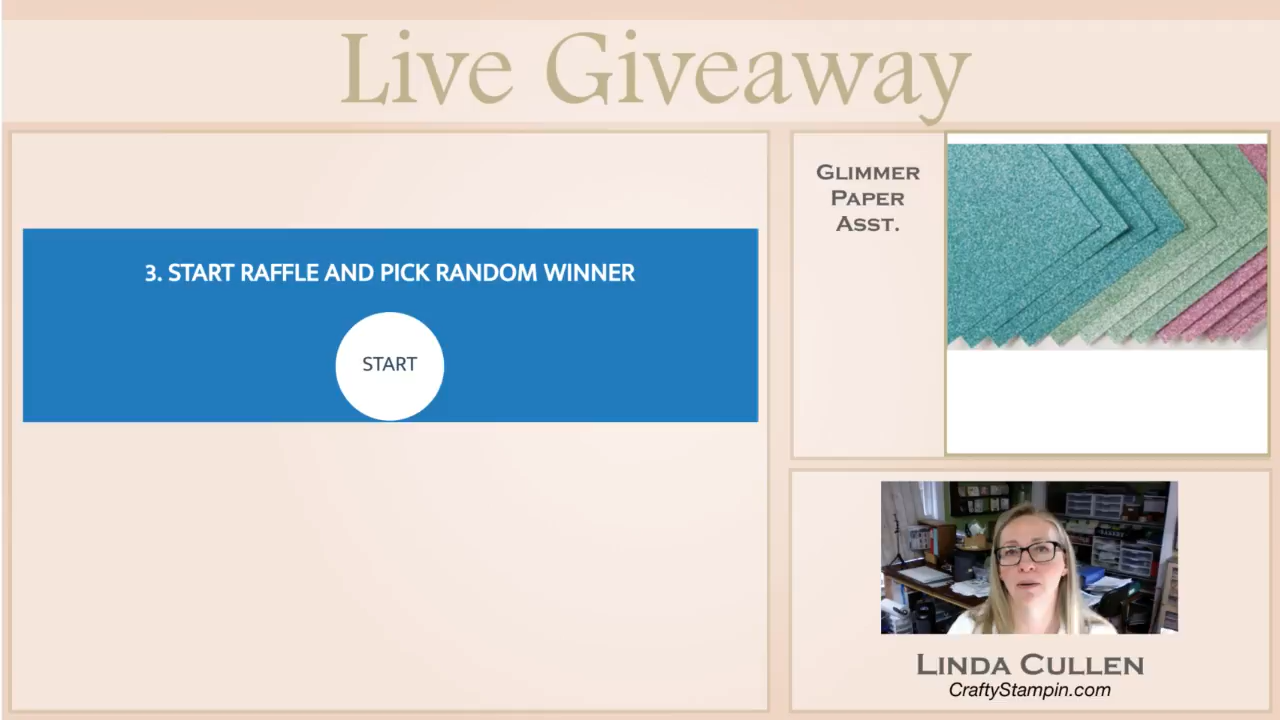 Live Giveaway
3. START RAFFLE AND PICK RANDOM WINNER
START
GLIMMER
PAPER
ASST.
LINDA CULLEN
CraftyStampin.com